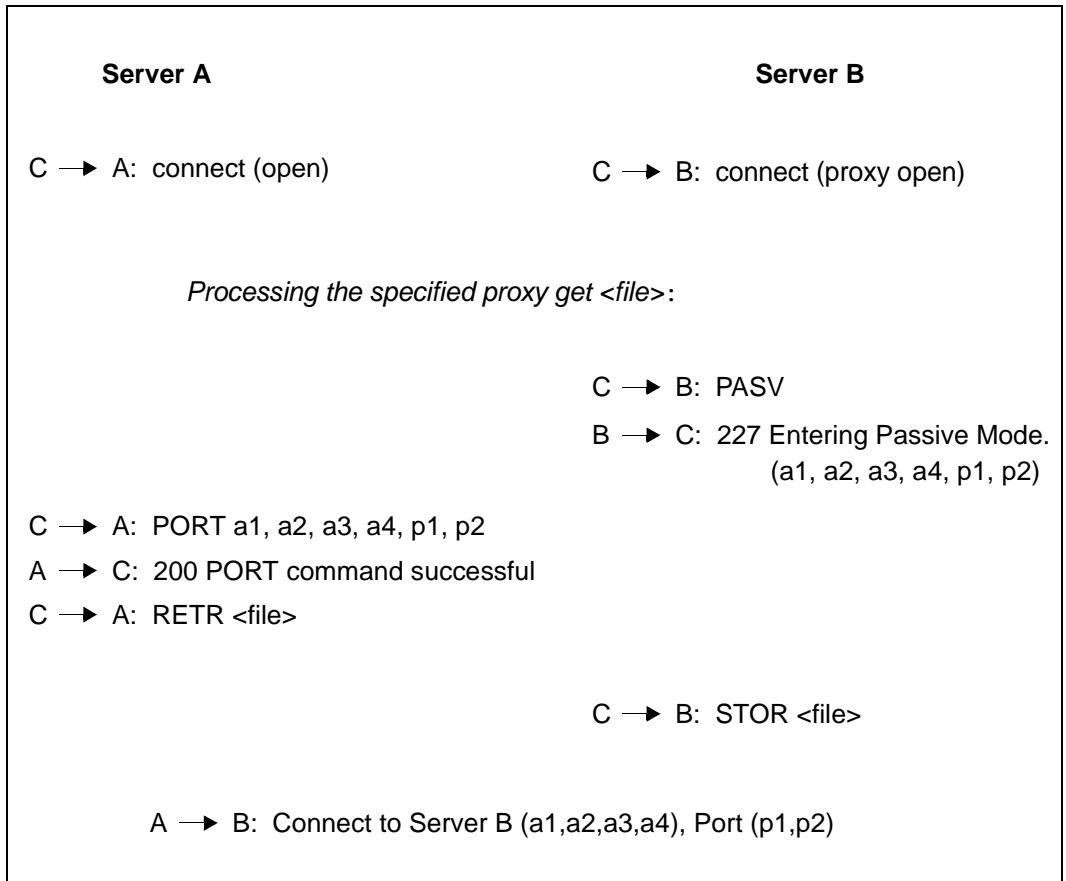 Server A Server B
C → A: connect (open) C → B: connect (proxy open)
Processing the specified proxy get <file>:
C → B: PASV
B → C: 227 Entering Passive Mode.
(a1, a2, a3, a4, p1, p2)
C → A: PORT a1, a2, a3, a4, p1, p2
A → C: 200 PORT command successful
C → A: RETR <file>
C → B: STOR <file>
A → B: Connect to Server B (a1,a2,a3,a4), Port (p1,p2)